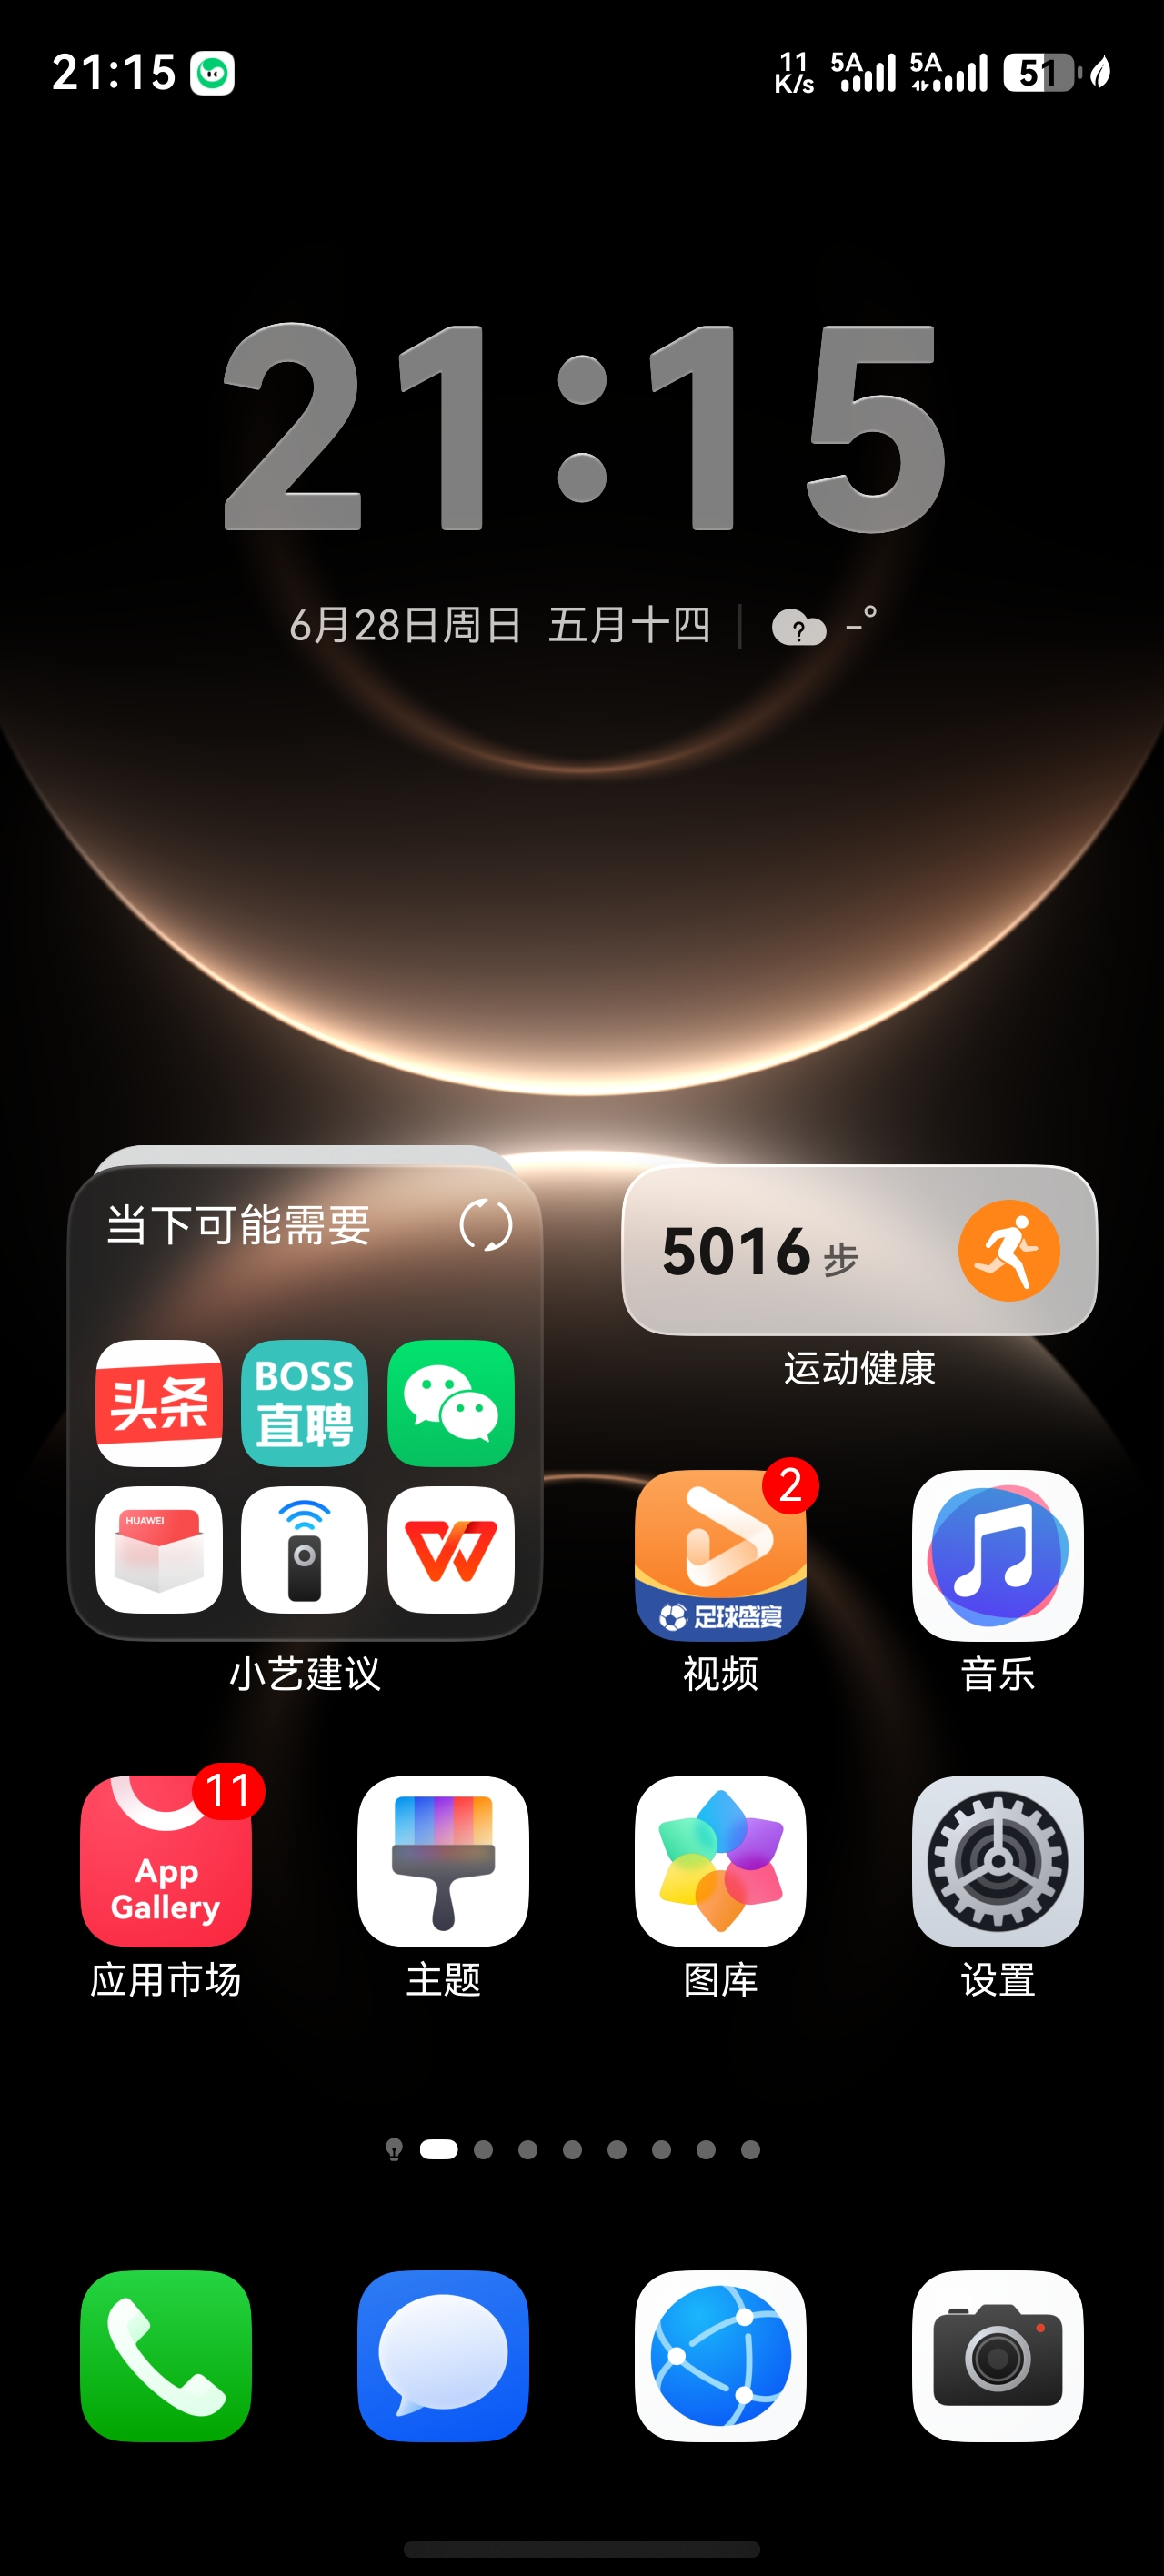 21:15
11 K/s
5A
5A
51
21:15
6月28日周日 五月十四
?
-°
当下可能需要
头条
BOSS
直聘
HUAWEI
小艺建议
5016 步
运动健康
2
足球盛宴
视频
音乐
11
App
Gallery
应用市场
主题
图库
设置